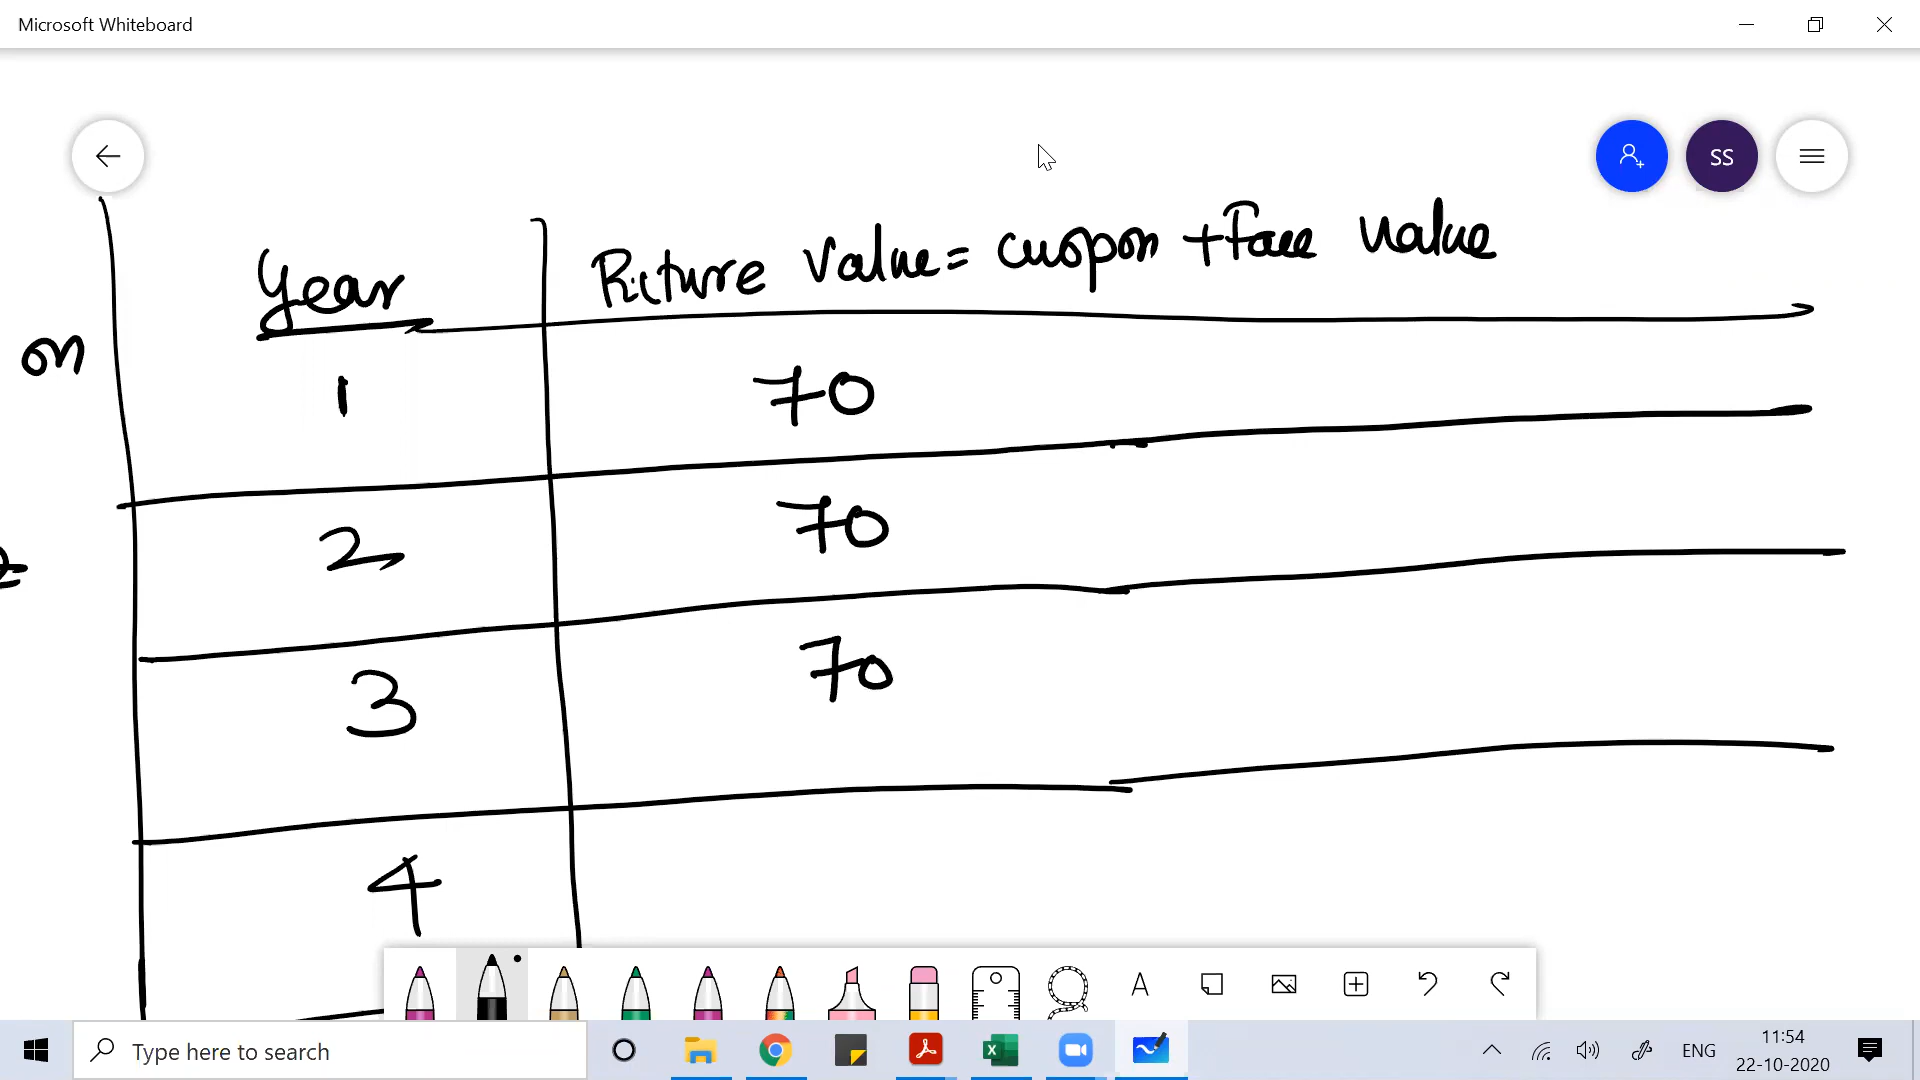 Microsoft Whiteboard
SS
Year
Future Value = cuopon + Face Value
on
1 70
2 70
3 70
4
A
Type here to search
ENG
11:54
22-10-2020